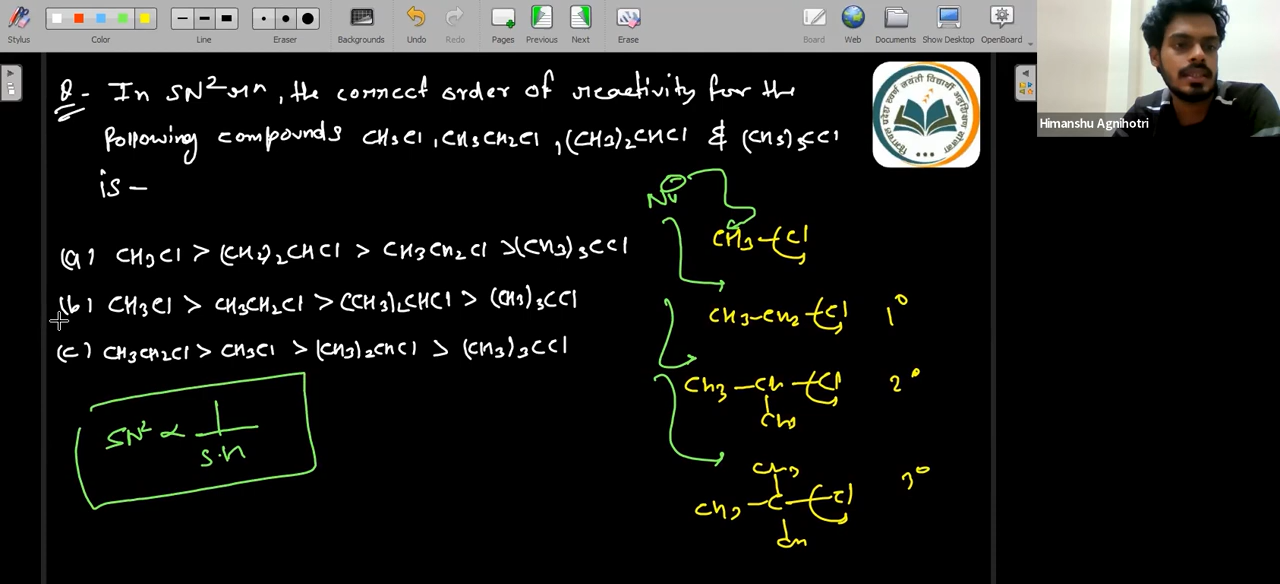 Stylus
Color
Line
Eraser
Backgrounds
Undo
Redo
Pages
Previous
Next
Erase
Board
Web
Documents
Show Desktop
OpenBoard
Himanshu Agnihotri
Q - In SN² rxn, the correct order of reactivity for the
following compounds CH3Cl, CH3CH2Cl, (CH3)2CHCl & (CH3)3CCl
is -
(a) CH3Cl > (CH3)2CHCl > CH3CH2Cl > (CH3)3CCl
(b) CH3Cl > CH3CH2Cl > (CH3)2CHCl > (CH3)3CCl
(c) CH3CH2Cl > CH3Cl > (CH3)2CHCl > (CH3)3CCl
SN² ∝ 1
S.H
Nu⊖
CH3-Cl
CH3-CH2-Cl 1°
CH3-CH-Cl 2°
CH3
CH3
CH3-C-Cl 3°